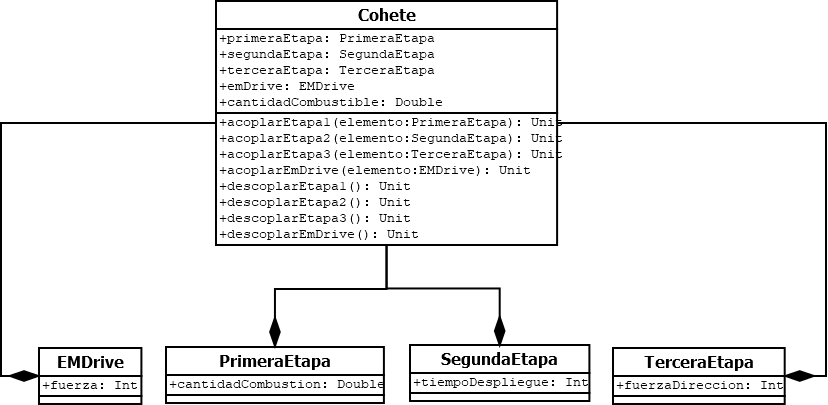 Cohete
+primeraEtapa: PrimeraEtapa
+segundaEtapa: SegundaEtapa
+terceraEtapa: TerceraEtapa
+emDrive: EMDrive
+cantidadCombustible: Double
+acoplarEtapa1(elemento:PrimeraEtapa): Unit
+acoplarEtapa2(elemento:SegundaEtapa): Unit
+acoplarEtapa3(elemento:TerceraEtapa): Unit
+acoplarEmDrive(elemento:EMDrive): Unit
+descoplarEtapa1(): Unit
+descoplarEtapa2(): Unit
+descoplarEtapa3(): Unit
+descoplarEmDrive(): Unit
EMDrive
+fuerza: Int
PrimeraEtapa
+cantidadCombustion: Double
SegundaEtapa
+tiempoDespliegue: Int
TerceraEtapa
+fuerzaDireccion: Int